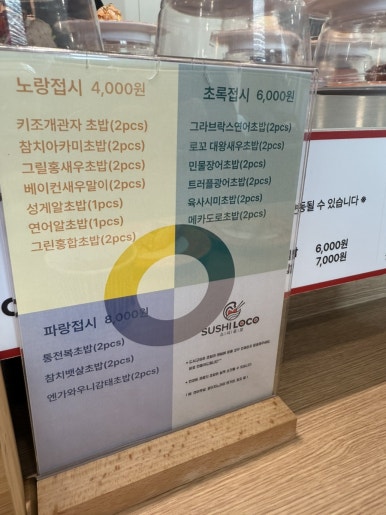 노랑접시 4,000원
키조개관자 초밥(2pcs)
참치아카미초밥(2pcs)
그릴홍새우초밥(2pcs)
베이컨새우말이(2pcs)
성게알초밥(1pcs)
연어알초밥(1pcs)
그린홍합초밥(2pcs)
초록접시 6,000원
그라브락스연어초밥(2pcs)
로꼬 대왕새우초밥(2pcs)
민물장어초밥(2pcs)
트러플광어초밥(2pcs)
육사시미초밥(2pcs)
메카도로초밥(2pcs)
파랑접시 8,000원
통전복초밥(2pcs)
참치뱃살초밥(2pcs)
엔가와우니감태초밥(2pcs)
SUSHI LOCO
동될 수 있습니다 ※
6,000원
7,000원